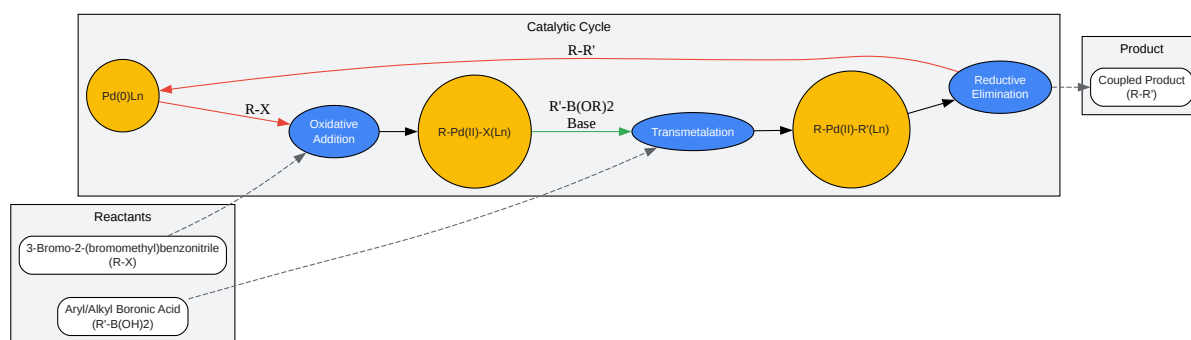 Catalytic Cycle
R-R'
Product
Pd(0)Ln
Reductive
Elimination
Coupled Product
(R-R')
R-X
Oxidative
Addition
R-Pd(II)-X(Ln)
R'-B(OR)2
Base
Transmetalation
R-Pd(II)-R'(Ln)
Reactants
3-Bromo-2-(bromomethyl)benzonitrile
(R-X)
Aryl/Alkyl Boronic Acid
(R'-B(OH)2)